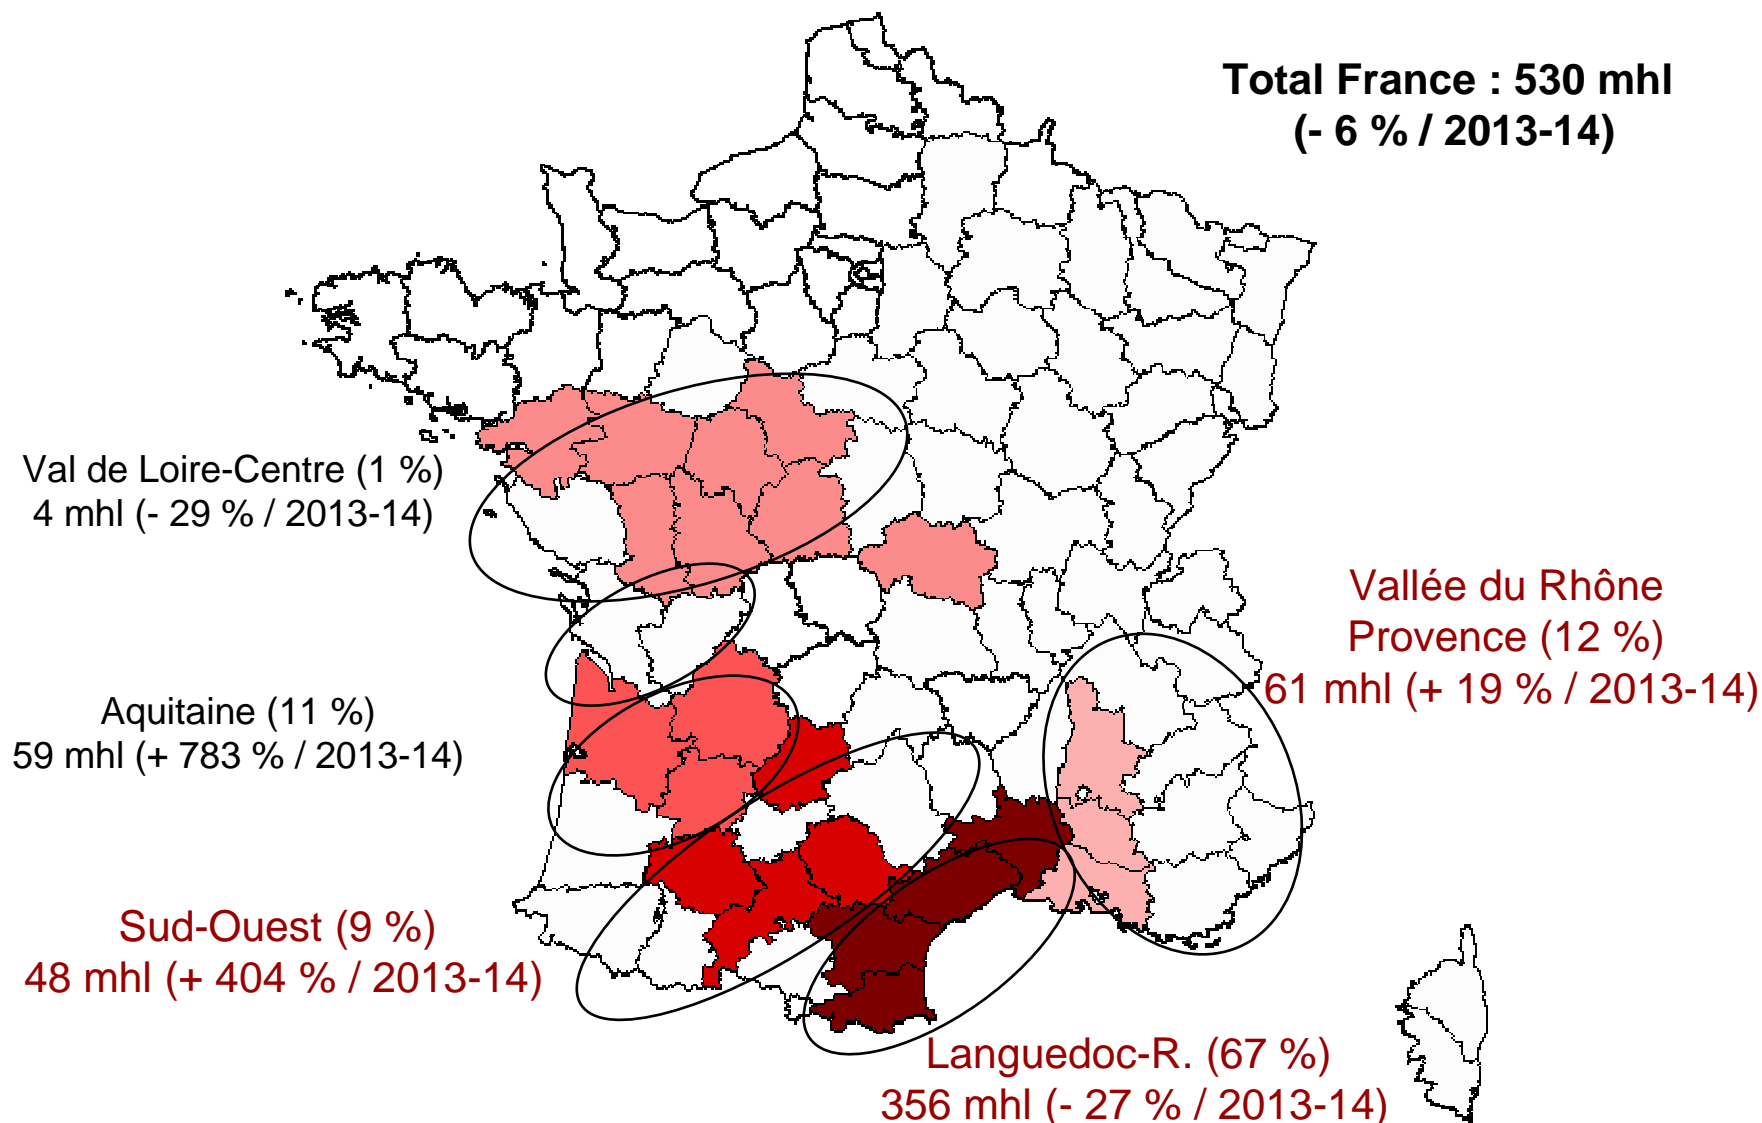 Total France : 530 mhl
(- 6 % / 2013-14)
Val de Loire-Centre (1 %)
4 mhl (- 29 % / 2013-14)
Vallée du Rhône
Provence (12 %)
61 mhl (+ 19 % / 2013-14)
Aquitaine (11 %)
59 mhl (+ 783 % / 2013-14)
Sud-Ouest (9 %)
48 mhl (+ 404 % / 2013-14)
Languedoc-R. (67 %)
356 mhl (- 27 % / 2013-14)